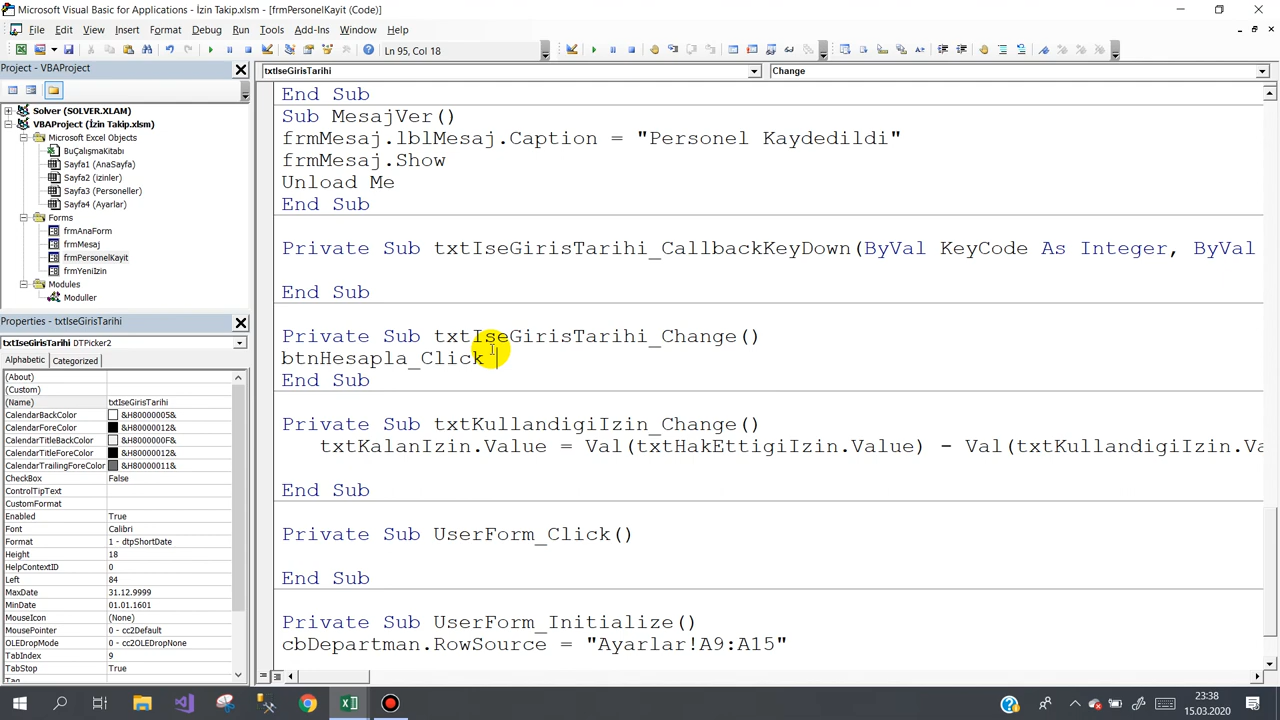 Microsoft Visual Basic for Applications - İzin Takip.xlsm - [frmPersonelKayit (Code)]
File Edit View Insert Format Debug Run Tools Add-Ins Window Help
Ln 95, Col 18
Project - VBAProject
Solver (SOLVER.XLAM)
VBAProject (İzin Takip.xlsm)
Microsoft Excel Objects
BuÇalışmaKitabı
Sayfa1 (AnaSayfa)
Sayfa2 (izinler)
Sayfa3 (Personeller)
Sayfa4 (Ayarlar)
Forms
frmAnaForm
frmMesaj
frmPersonelKayit
frmYeniIzin
Modules
Moduller
Properties - txtIseGirisTarihi
txtIseGirisTarihi DTPicker2
Alphabetic Categorized
(About)
(Custom)
(Name) txtIseGirisTarihi
CalendarBackColor &H80000005&
CalendarForeColor &H80000012&
CalendarTitleBackColor &H8000000F&
CalendarTitleForeColor &H80000012&
CalendarTrailingForeColor &H80000011&
CheckBox False
ControlTipText
CustomFormat
Enabled True
Font Calibri
Format 1 - dtpShortDate
Height 18
HelpContextID 0
Left 84
MaxDate 31.12.9999
MinDate 01.01.1601
MouseIcon (None)
MousePointer 0 - cc2Default
OLEDropMode 0 - cc2OLEDropNone
TabIndex 9
TabStop True
txtIseGirisTarihi Change
End Sub
Sub MesajVer()
frmMesaj.lblMesaj.Caption = "Personel Kaydedildi"
frmMesaj.Show
Unload Me
End Sub
Private Sub txtIseGirisTarihi_CallbackKeyDown(ByVal KeyCode As Integer, ByVal
End Sub
Private Sub txtIseGirisTarihi_Change()
btnHesapla_Click
End Sub
Private Sub txtKullandigiIzin_Change()
txtKalanIzin.Value = Val(txtHakEttigiIzin.Value) - Val(txtKullandigiIzin.Va
End Sub
Private Sub UserForm_Click()
End Sub
Private Sub UserForm_Initialize()
cbDepartman.RowSource = "Ayarlar!A9:A15"
23:38
15.03.2020